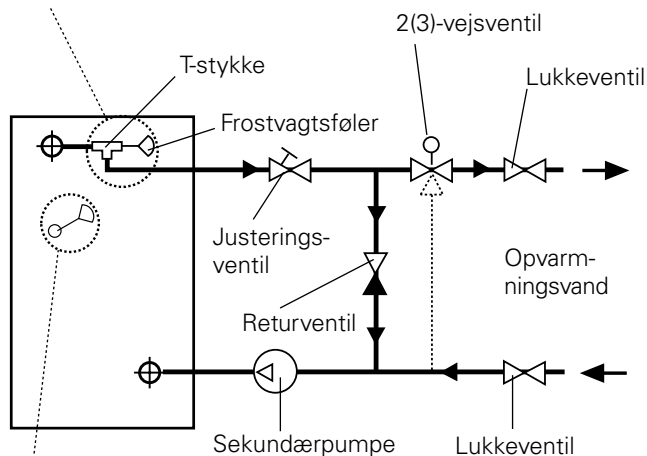 2(3)-vejsventil
T-stykke
Lukkeventil
Frostvagtsføler
Justerings-
ventil
Opvarm-
ningsvand
Returventil
Sekundærpumpe
Lukkeventil